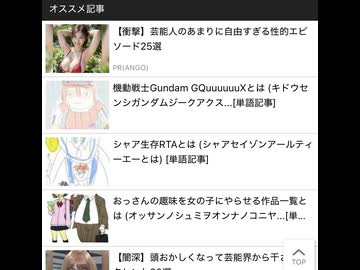 オススメ記事
【衝撃】芸能人のあまりに自由すぎる性的エピ
ソード25選
PR(ANGO)
機動戦士Gundam GQuuuuuuXとは (キドウセ
ンシガンダムジークアクス...[単語記事]
シャア生存RTAとは (シャアセイゾンアールティ
ーエーとは) [単語記事]
おっさんの趣味を女の子にやらせる作品一覧と
は (オッサンノシュミヲオンナノコニヤ...[単...
【闇深】頭おかしくなって芸能界から干さ
TOP